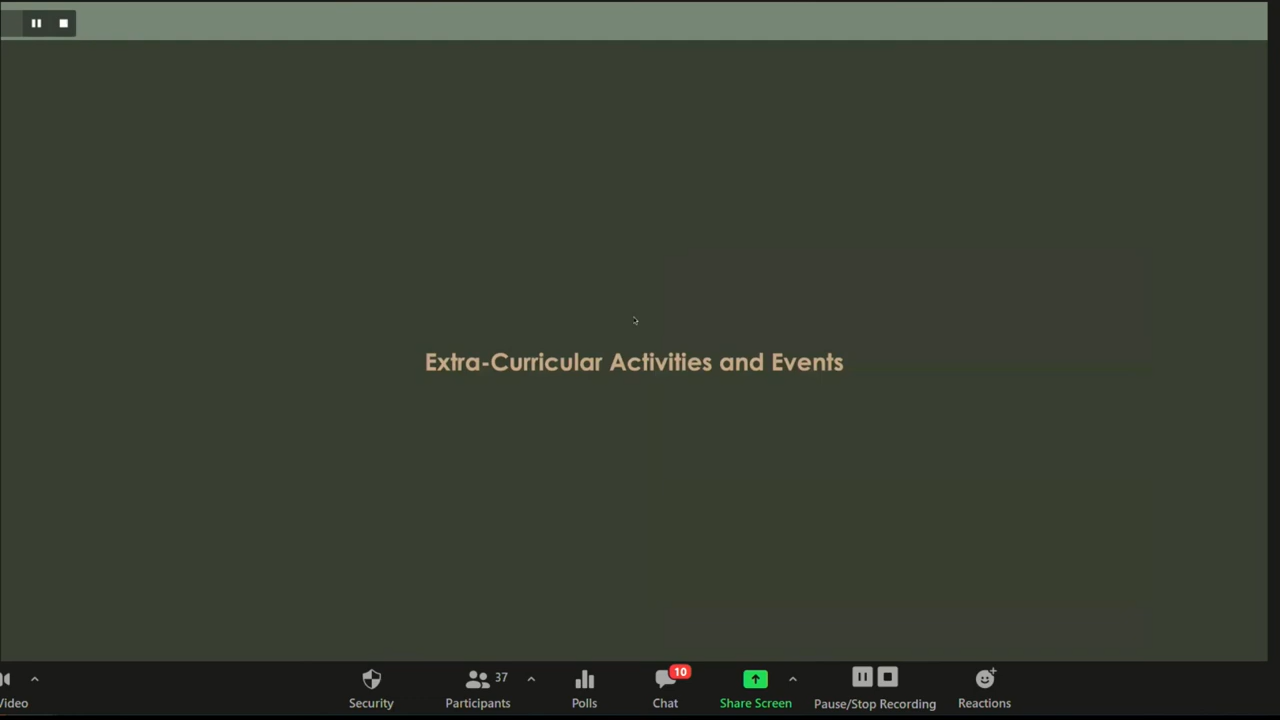 Extra-Curricular Activities and Events
37
10
Video
Security
Participants
Polls
Chat
Share Screen
Pause/Stop Recording
Reactions